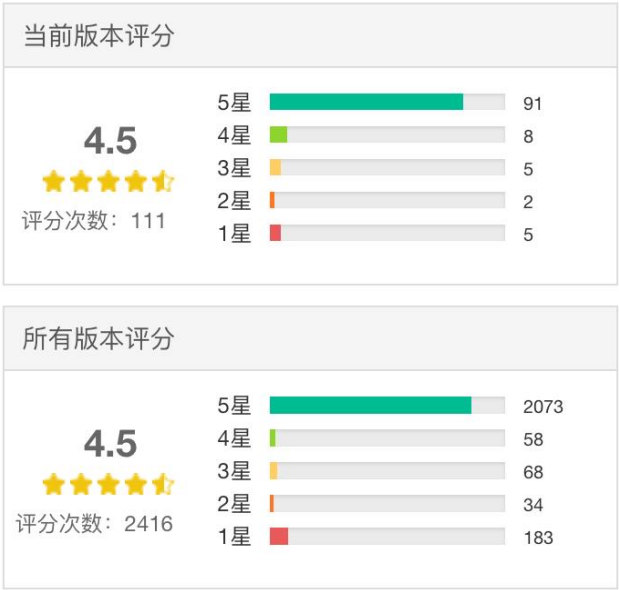 当前版本评分
4.5
评分次数：111
5星 91
4星 8
3星 5
2星 2
1星 5
所有版本评分
4.5
评分次数：2416
5星 2073
4星 58
3星 68
2星 34
1星 183